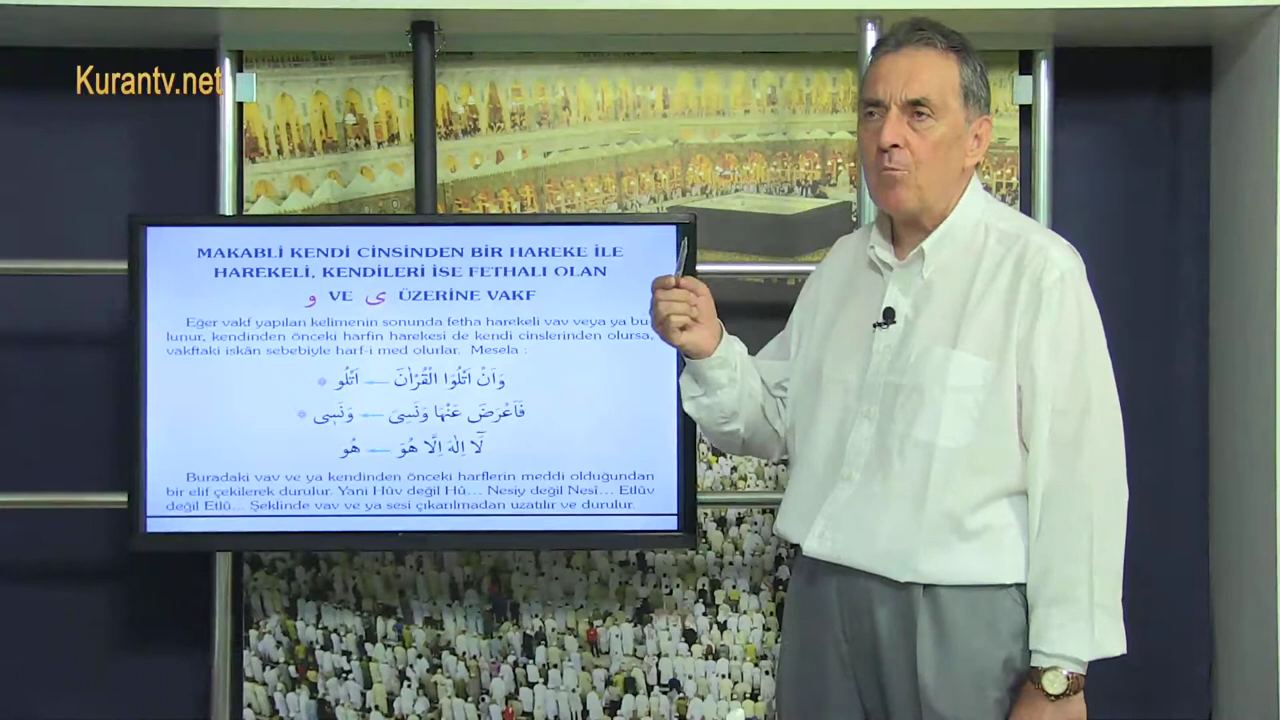 Kurantv.net
MAKABLİ KENDİ CİNSİNDEN BİR HAREKE İLE
HAREKELİ, KENDİLERİ İSE FETHALI OLAN
و VE ى ÜZERİNE VAKF
Eğer vakf yapılan kelimenin sonunda fetha harekeli vav veya ya bu-
lunur, kendinden önceki harfin harekesi de kendi cinslerinden olursa,
vakftaki iskân sebebiyle harf-i med olurlar. Mesela :
وَاَنْ اَتْلُوَا الْقُرْاٰنَ — اَتْلُو
فَاَعْرَضَ عَنْهَا وَنَسِىَ — وَنَسِى
لَٓا اِلٰهَ اِلَّا هُوَ — هُو
Buradaki vav ve ya kendinden önceki harflerin meddi olduğundan
bir elif çekilerek durulur. Yani Hüv değil Hû... Nesiy değil Nesî... Etlüv
değil Etlû... Şeklinde vav ve ya sesi çıkarılmadan uzatılır ve durulur.